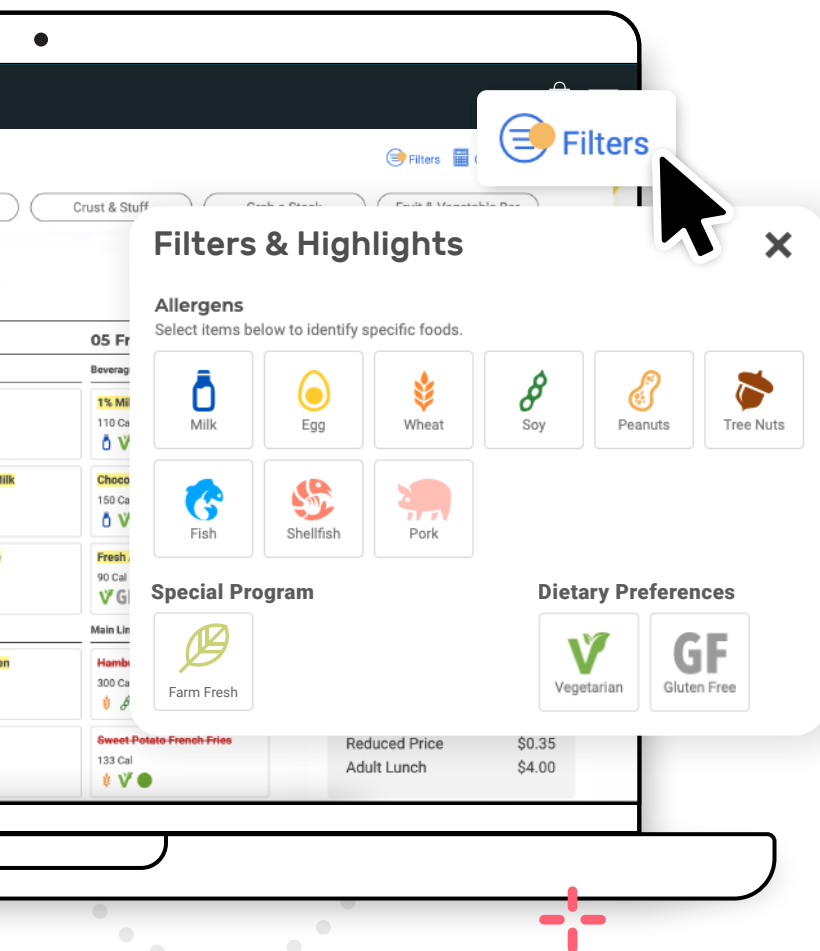 Filters
Filters
Crust & Stuff
Filters & Highlights
Allergens
Select items below to identify specific foods.
Milk
Egg
Wheat
Soy
Peanuts
Tree Nuts
Fish
Shellfish
Pork
Special Program
Dietary Preferences
Farm Fresh
Vegetarian
GF
Gluten Free
05 Fr
Beverag
1% Mil
110 Ca
Choco
150 Ca
Fresh
90 Cal
Main Lin
Hambu
300 Ca
Sweet Potato French Fries
133 Cal
Reduced Price $0.35
Adult Lunch $4.00